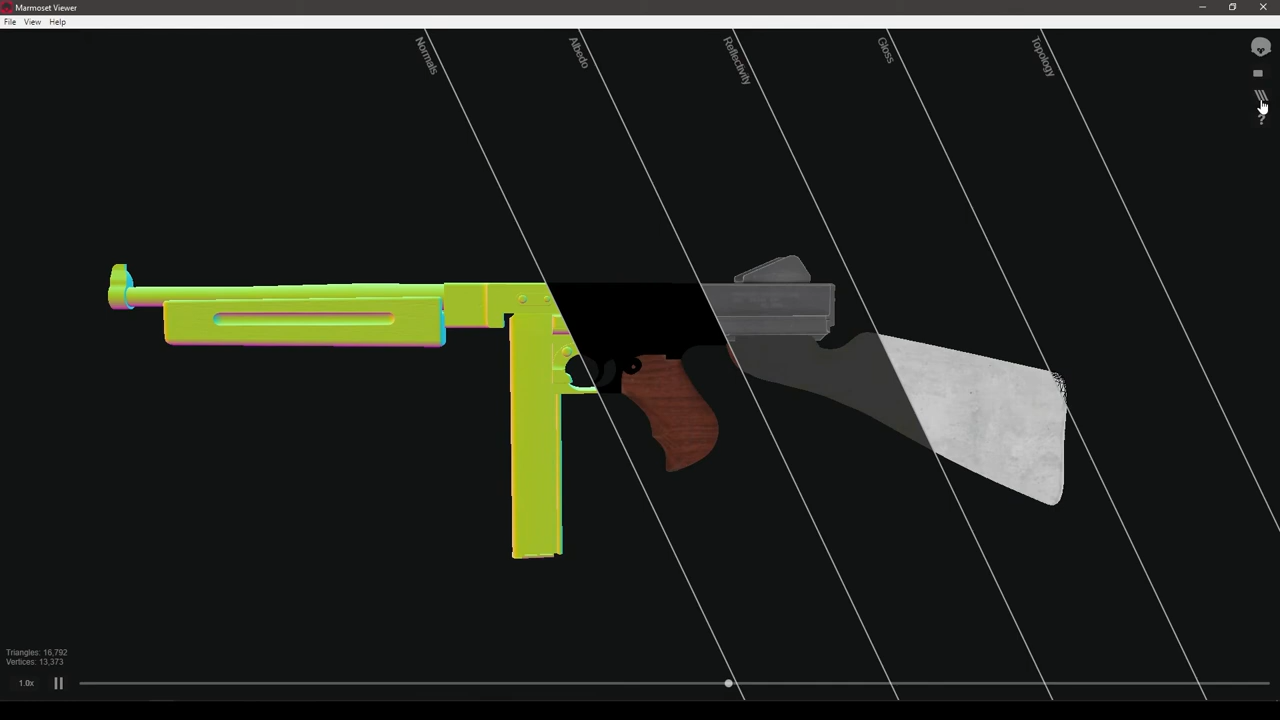 Marmoset Viewer
File View Help
Normals
Albedo
Reflectivity
Gloss
Topology
?
Triangles: 16,792
Vertices: 13,373
1.0x